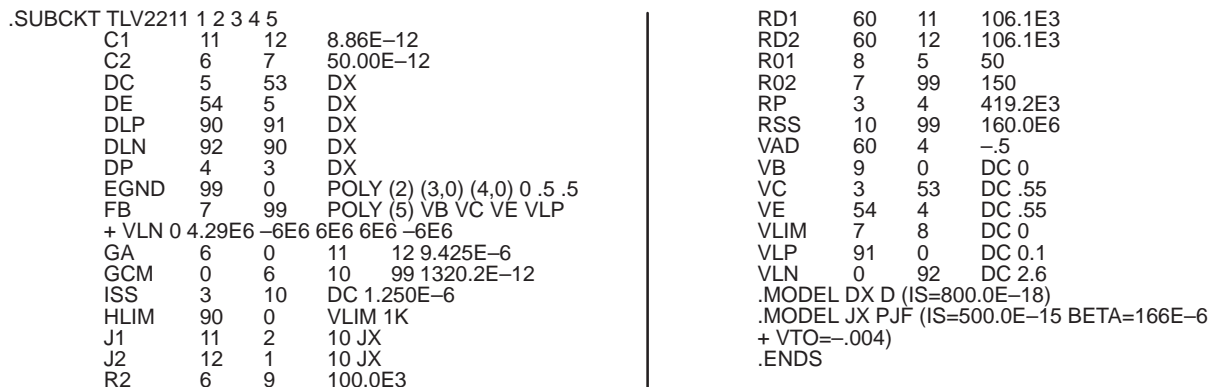 .SUBCKT TLV2211 1 2 3 4 5
C1 11 12 8.86E–12
C2 6 7 50.00E–12
DC 5 53 DX
DE 54 5 DX
DLP 90 91 DX
DLN 92 90 DX
DP 4 3 DX
EGND 99 0 POLY (2) (3,0) (4,0) 0 .5 .5
FB 7 99 POLY (5) VB VC VE VLP
+ VLN 0 4.29E6 –6E6 6E6 6E6 –6E6
GA 6 0 11 12 9.425E–6
GCM 0 6 10 99 1320.2E–12
ISS 3 10 DC 1.250E–6
HLIM 90 0 VLIM 1K
J1 11 2 10 JX
J2 12 1 10 JX
R2 6 9 100.0E3
RD1 60 11 106.1E3
RD2 60 12 106.1E3
R01 8 5 50
R02 7 99 150
RP 3 4 419.2E3
RSS 10 99 160.0E6
VAD 60 4 –.5
VB 9 0 DC 0
VC 3 53 DC .55
VE 54 4 DC .55
VLIM 7 8 DC 0
VLP 91 0 DC 0.1
VLN 0 92 DC 2.6
.MODEL DX D (IS=800.0E–18)
.MODEL JX PJF (IS=500.0E–15 BETA=166E–6
+ VTO=–.004)
.ENDS